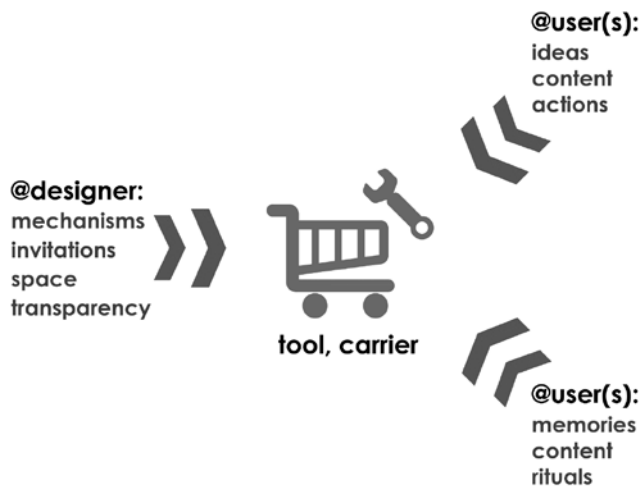 @user(s):
ideas
content
actions
@designer:
mechanisms
invitations
space
transparency
tool, carrier
@user(s):
memories
content
rituals